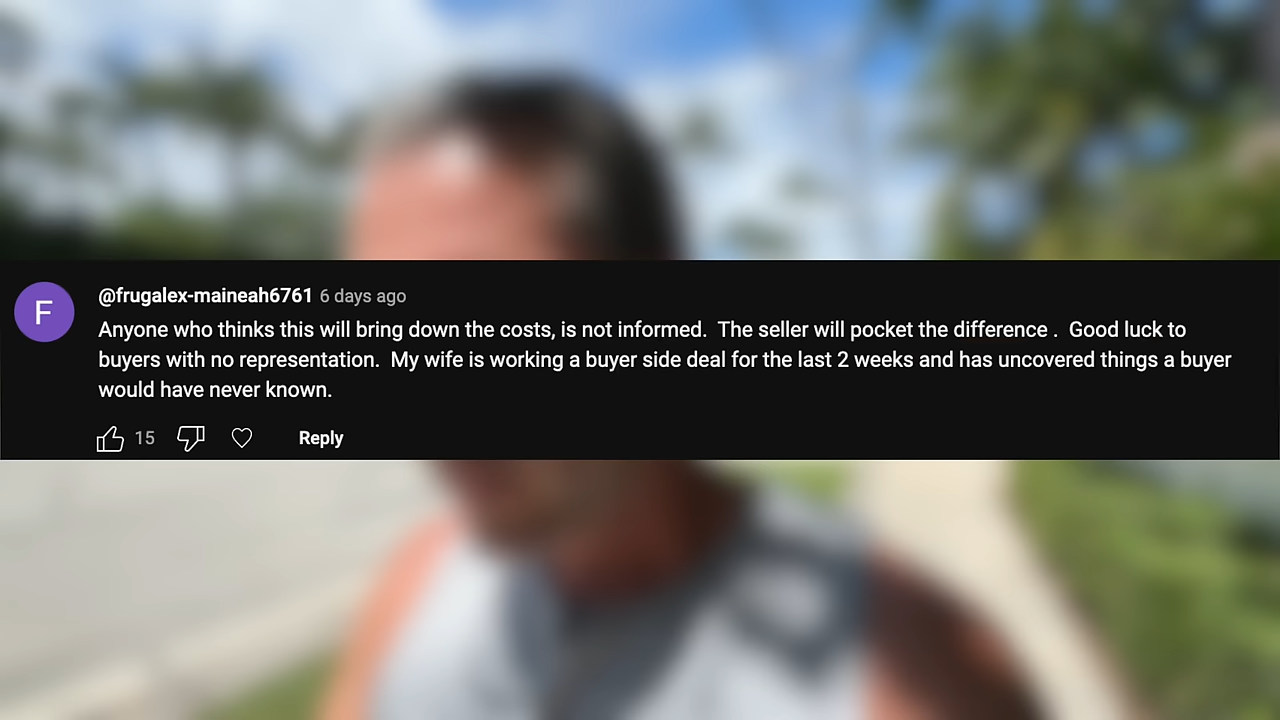 F
@frugalex-maineah6761 6 days ago
Anyone who thinks this will bring down the costs, is not informed.  The seller will pocket the difference .  Good luck to
buyers with no representation.  My wife is working a buyer side deal for the last 2 weeks and has uncovered things a buyer
would have never known.
15 Reply